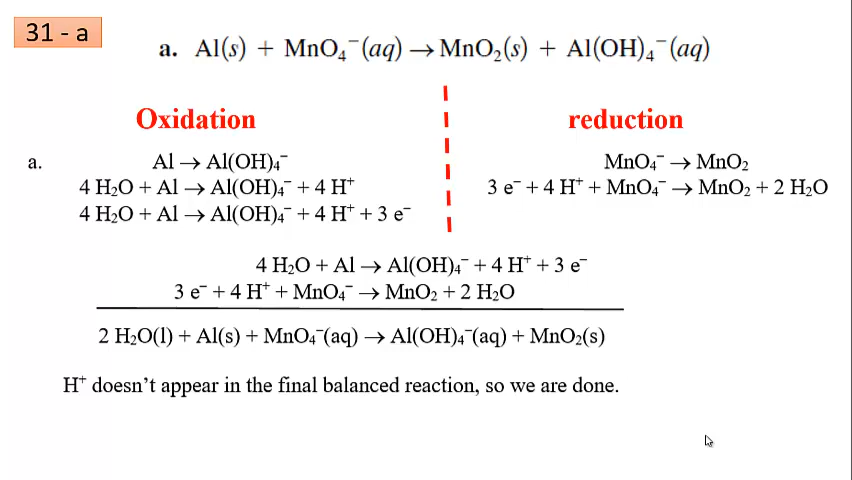 31 - a
a. Al(s) + MnO₄⁻(aq) → MnO₂(s) + Al(OH)₄⁻(aq)
Oxidation
reduction
a.
Al → Al(OH)₄⁻
4 H₂O + Al → Al(OH)₄⁻ + 4 H⁺
4 H₂O + Al → Al(OH)₄⁻ + 4 H⁺ + 3 e⁻
MnO₄⁻ → MnO₂
3 e⁻ + 4 H⁺ + MnO₄⁻ → MnO₂ + 2 H₂O
4 H₂O + Al → Al(OH)₄⁻ + 4 H⁺ + 3 e⁻
3 e⁻ + 4 H⁺ + MnO₄⁻ → MnO₂ + 2 H₂O
2 H₂O(l) + Al(s) + MnO₄⁻(aq) → Al(OH)₄⁻(aq) + MnO₂(s)
H⁺ doesn't appear in the final balanced reaction, so we are done.